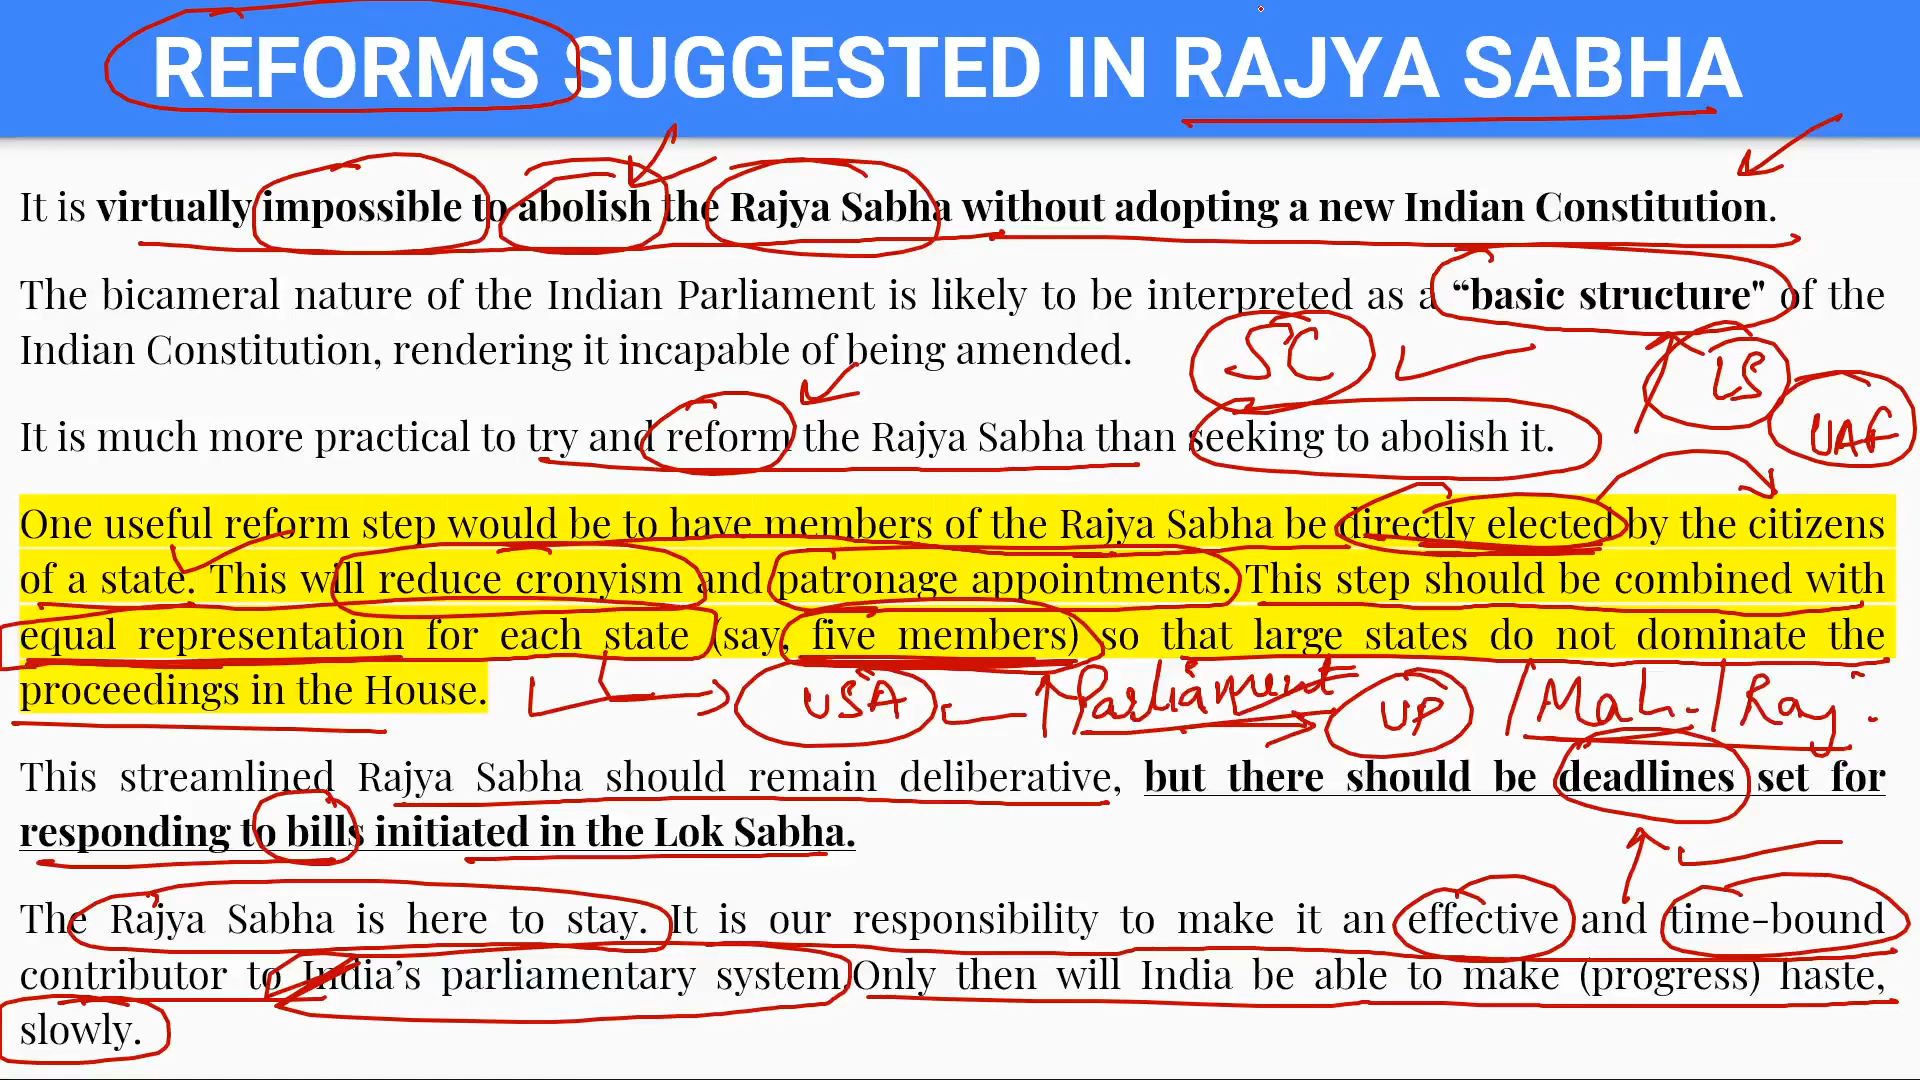 REFORMS SUGGESTED IN RAJYA SABHA
It is virtually impossible to abolish the Rajya Sabha without adopting a new Indian Constitution.
The bicameral nature of the Indian Parliament is likely to be interpreted as a “basic structure" of the
Indian Constitution, rendering it incapable of being amended.
SC
LS
It is much more practical to try and reform the Rajya Sabha than seeking to abolish it.
One useful reform step would be to have members of the Rajya Sabha be directly elected by the citizens
of a state. This will reduce cronyism and patronage appointments. This step should be combined with
equal representation for each state (say, five members) so that large states do not dominate the
proceedings in the House.
USA Parliament UP / Mah. / Raj.
This streamlined Rajya Sabha should remain deliberative, but there should be deadlines set for
responding to bills initiated in the Lok Sabha.
The Rajya Sabha is here to stay. It is our responsibility to make it an effective and time-bound
contributor to India’s parliamentary system. Only then will India be able to make (progress) haste,
slowly.